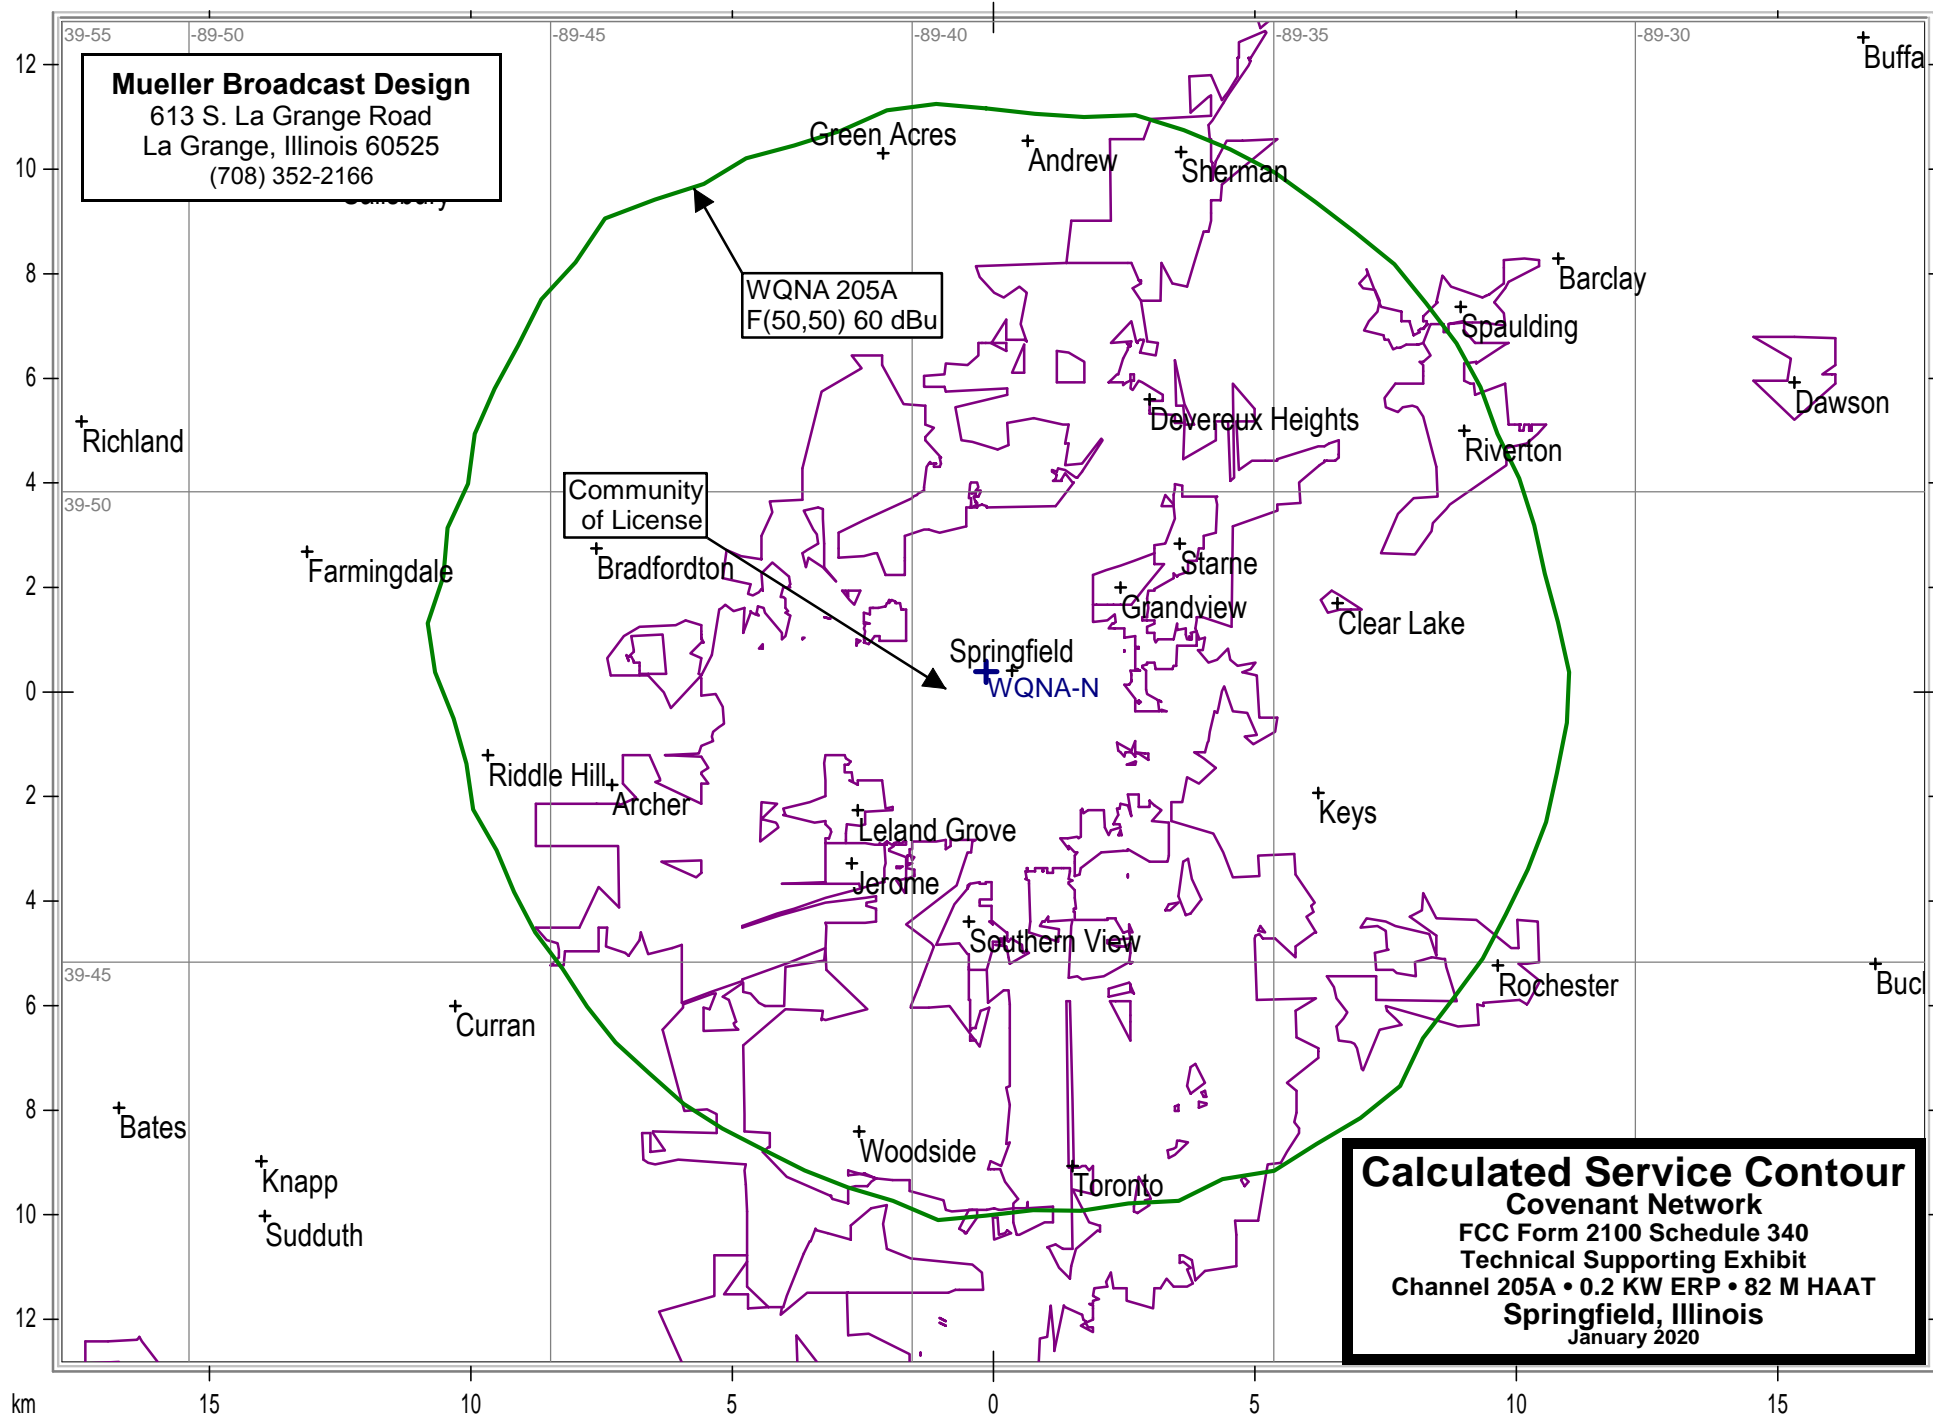 39-55
-89-50
-89-45
-89-40
-89-35
-89-30
12
Buffa
Mueller Broadcast Design
613 S. La Grange Road
La Grange, Illinois 60525
(708) 352-2166
Green Acres
Andrew
Sherman
10
8
WQNA 205A
F(50,50) 60 dBu
Barclay
Spaulding
6
Dawson
Devereux Heights
Richland
Riverton
4
Community
of License
39-50
Farmingdale
Bradfordton
Starne
2
Grandview
Clear Lake
Springfield
WQNA-N
0
Riddle Hill
Archer
2
Keys
Leland Grove
Jerome
4
Southern View
39-45
Rochester
Bucl
6
Curran
8
Bates
Woodside
Knapp
Toronto
10
Sudduth
12
Calculated Service Contour
Covenant Network
FCC Form 2100 Schedule 340
Technical Supporting Exhibit
Channel 205A • 0.2 KW ERP • 82 M HAAT
Springfield, Illinois
January 2020
km
15
10
5
0
5
10
15